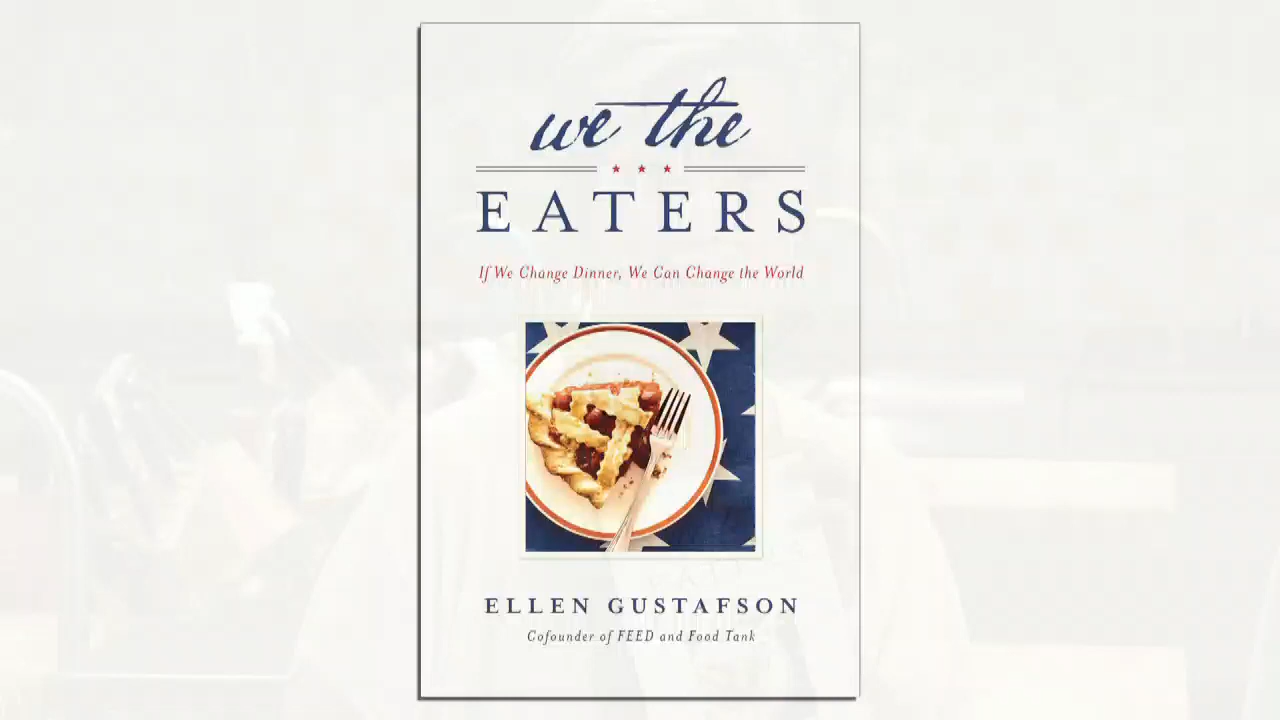 we the
EATERS
If We Change Dinner, We Can Change the World
ELLEN GUSTAFSON
Cofounder of FEED and Food Tank